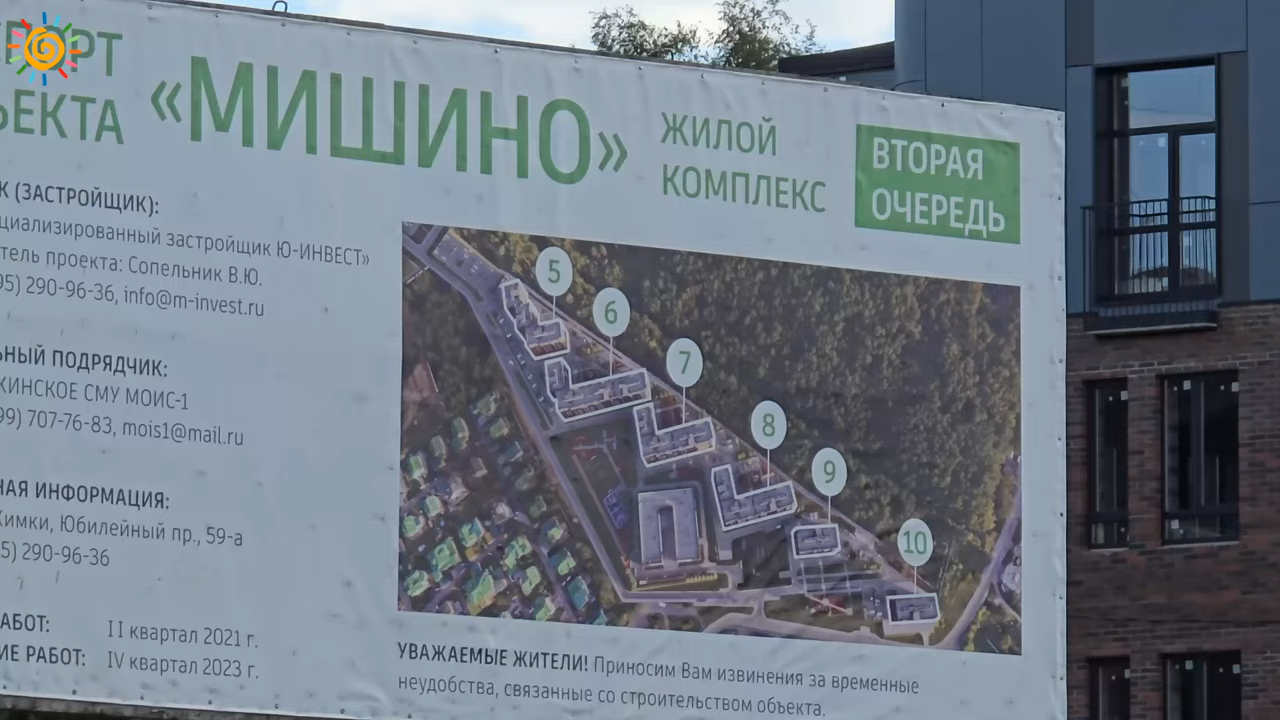 ПОРТ
ЪЕКТА
«МИШИНО»
ЖИЛОЙ
КОМПЛЕКС
ВТОРАЯ
ОЧЕРЕДЬ
К (ЗАСТРОЙЩИК):
циализированный застройщик Ю-ИНВЕСТ»
тель проекта: Сопельник В.Ю.
95) 290-96-36, info@m-invest.ru
ЬНЫЙ ПОДРЯДЧИК:
КИНСКОЕ СМУ МОИС-1
99) 707-76-83, mois1@mail.ru
НАЯ ИНФОРМАЦИЯ:
Химки, Юбилейный пр., 59-а
5) 290-96-36
РАБОТ: II квартал 2021 г.
ИЕ РАБОТ: IV квартал 2023 г.
5
6
7
8
9
10
УВАЖАЕМЫЕ ЖИТЕЛИ! Приносим Вам извинения за временные
неудобства, связанные со строительством объекта.